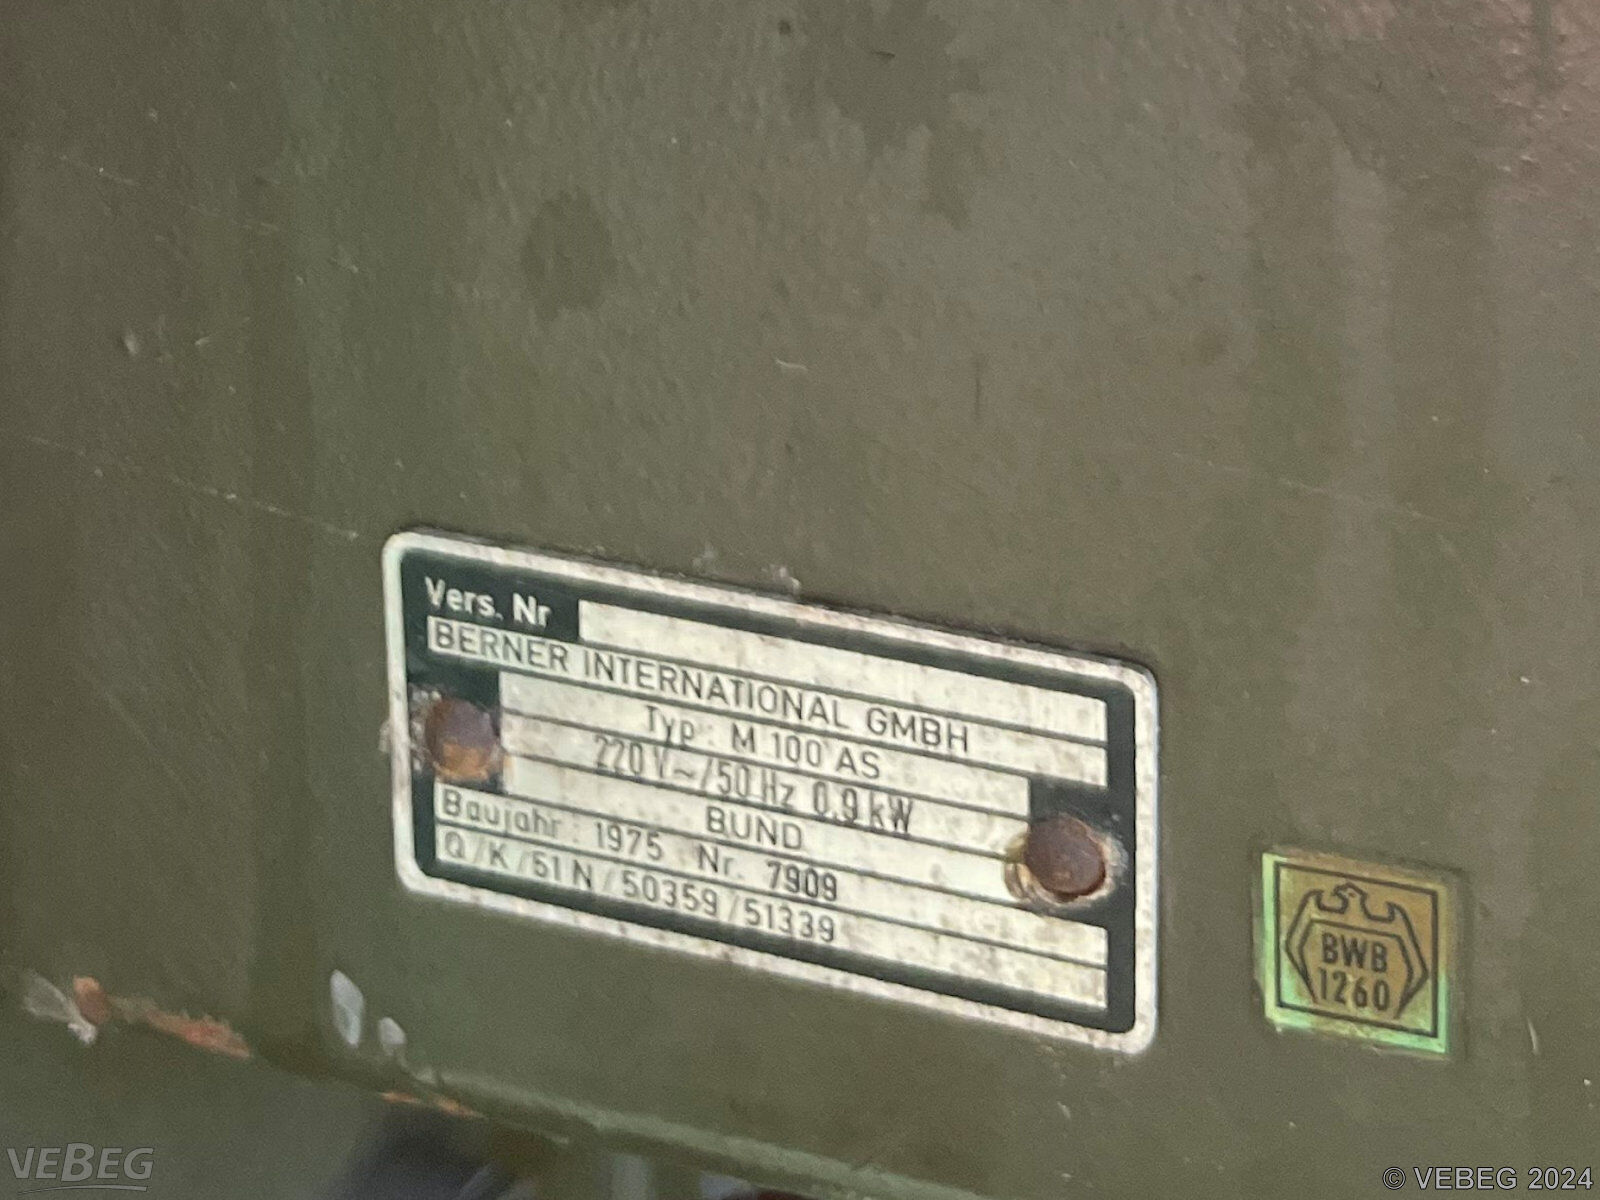 Vers. Nr
BERNER INTERNATIONAL GMBH
Typ: M 100 AS
220 V~/50 Hz 0.9 kW
BUND
Baujahr: 1975 Nr. 7909
Q/K/51 N/50359/51339
BWB
1260
VEBEG
© VEBEG 2024